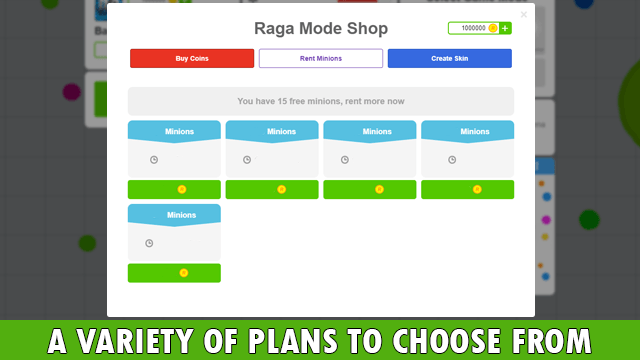 Raga Mode Shop
1000000
Buy Coins
Rent Minions
Create Skin
You have 15 free minions, rent more now
Minions
Minions
Minions
Minions
Minions
A VARIETY OF PLANS TO CHOOSE FROM